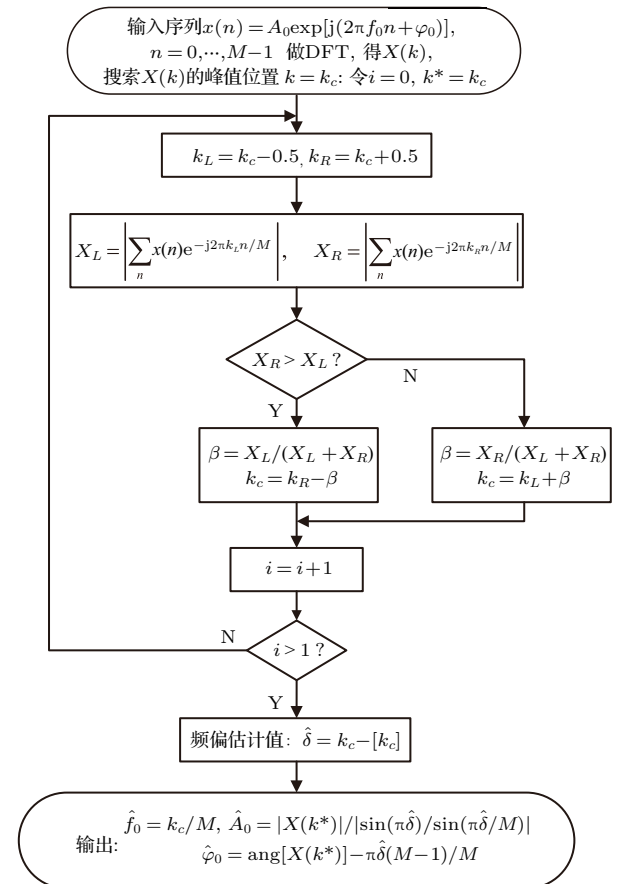 输入序列x(n)=A₀exp[j(2πf₀n+φ₀)],
n=0,⋯,M−1 做DFT, 得X(k),
搜索X(k)的峰值位置 k=k_c: 令i=0, k*=k_c
k_L=k_c−0.5, k_R=k_c+0.5
X_L=|∑_n x(n)e^{−j2πk_L n/M}|, X_R=|∑_n x(n)e^{−j2πk_R n/M}|
X_R>X_L?
N
Y
β=X_L/(X_L+X_R)
k_c=k_R−β
β=X_R/(X_L+X_R)
k_c=k_L+β
i=i+1
N
i>1?
Y
频偏估计值: δ̂=k_c−[k_c]
输出: f̂₀=k_c/M, Â₀=|X(k*)|/|sin(πδ̂)/sin(πδ̂/M)|
φ̂₀=ang[X(k*)]−πδ̂(M−1)/M